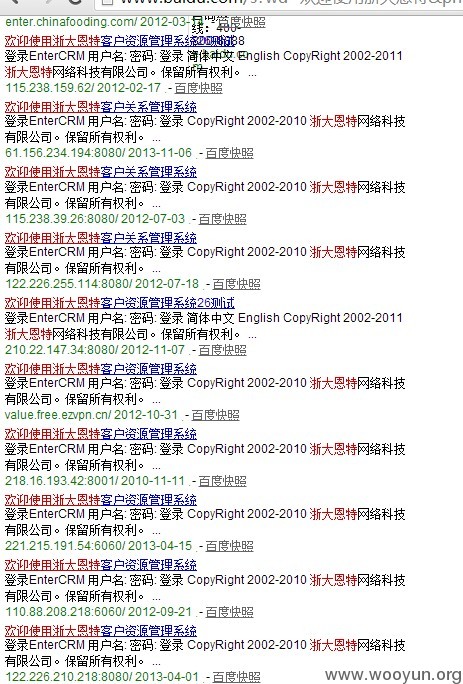 enter.chinafooding.com/ 2012-03- 百度快照
欢迎使用浙大恩特客户资源管理系统
登录EnterCRM 用户名: 密码: 登录 简体中文 English CopyRight 2002-2011
浙大恩特网络科技有限公司。保留所有权利。 ...
115.238.159.62/ 2012-02-17 - 百度快照
欢迎使用浙大恩特客户关系管理系统
登录EnterCRM 用户名: 密码: 登录 CopyRight 2002-2010 浙大恩特网络科技
有限公司。保留所有权利。 ...
61.156.234.194:8080/ 2013-11-06 - 百度快照
欢迎使用浙大恩特客户关系管理系统
登录EnterCRM 用户名: 密码: 登录 CopyRight 2002-2010 浙大恩特网络科技
有限公司。保留所有权利。 ...
115.238.39.26:8080/ 2012-07-03 - 百度快照
欢迎使用浙大恩特客户关系管理系统
登录EnterCRM 用户名: 密码: 登录 CopyRight 2002-2010 浙大恩特网络科技
有限公司。保留所有权利。 ...
122.226.255.114:8080/ 2012-07-18 - 百度快照
欢迎使用浙大恩特客户资源管理系统26测试
登录EnterCRM 用户名: 密码: 登录 简体中文 English CopyRight 2002-2011
浙大恩特网络科技有限公司。保留所有权利。 ...
210.22.147.34:8080/ 2012-11-07 - 百度快照
欢迎使用浙大恩特客户资源管理系统
登录EnterCRM 用户名: 密码: 登录 CopyRight 2002-2010 浙大恩特网络科技
有限公司。保留所有权利。 ...
value.free.ezvpn.cn/ 2012-10-31 - 百度快照
欢迎使用浙大恩特客户资源管理系统
登录EnterCRM 用户名: 密码: 登录 CopyRight 2002-2010 浙大恩特网络科技
有限公司。保留所有权利。 ...
218.16.193.42:8001/ 2010-11-11 - 百度快照
欢迎使用浙大恩特客户资源管理系统
登录EnterCRM 用户名: 密码: 登录 CopyRight 2002-2010 浙大恩特网络科技
有限公司。保留所有权利。 ...
221.215.191.54:6060/ 2013-04-15 - 百度快照
欢迎使用浙大恩特客户资源管理系统
登录EnterCRM 用户名: 密码: 登录 CopyRight 2002-2010 浙大恩特网络科技
有限公司。保留所有权利。 ...
110.88.208.218:6060/ 2012-09-21 - 百度快照
欢迎使用浙大恩特客户资源管理系统
登录EnterCRM 用户名: 密码: 登录 CopyRight 2002-2010 浙大恩特网络科技
有限公司。保留所有权利。 ...
122.226.210.218:8080/ 2013-04-01 - 百度快照
www.wooyun.org